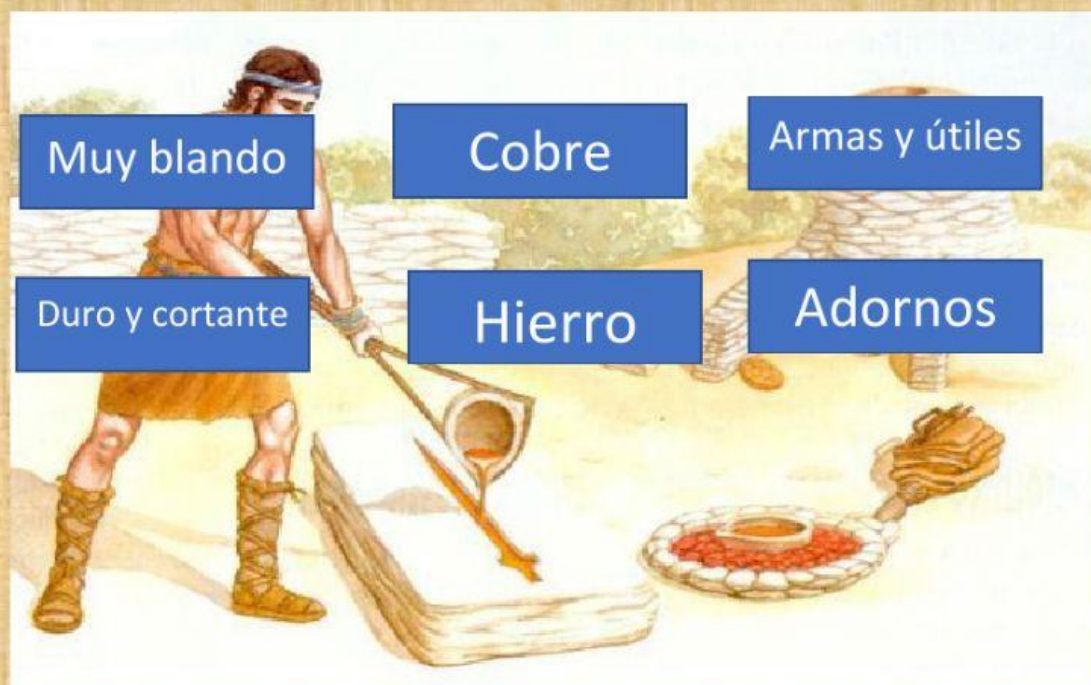 Muy blando
Cobre
Armas y útiles
Duro y cortante
Hierro
Adornos